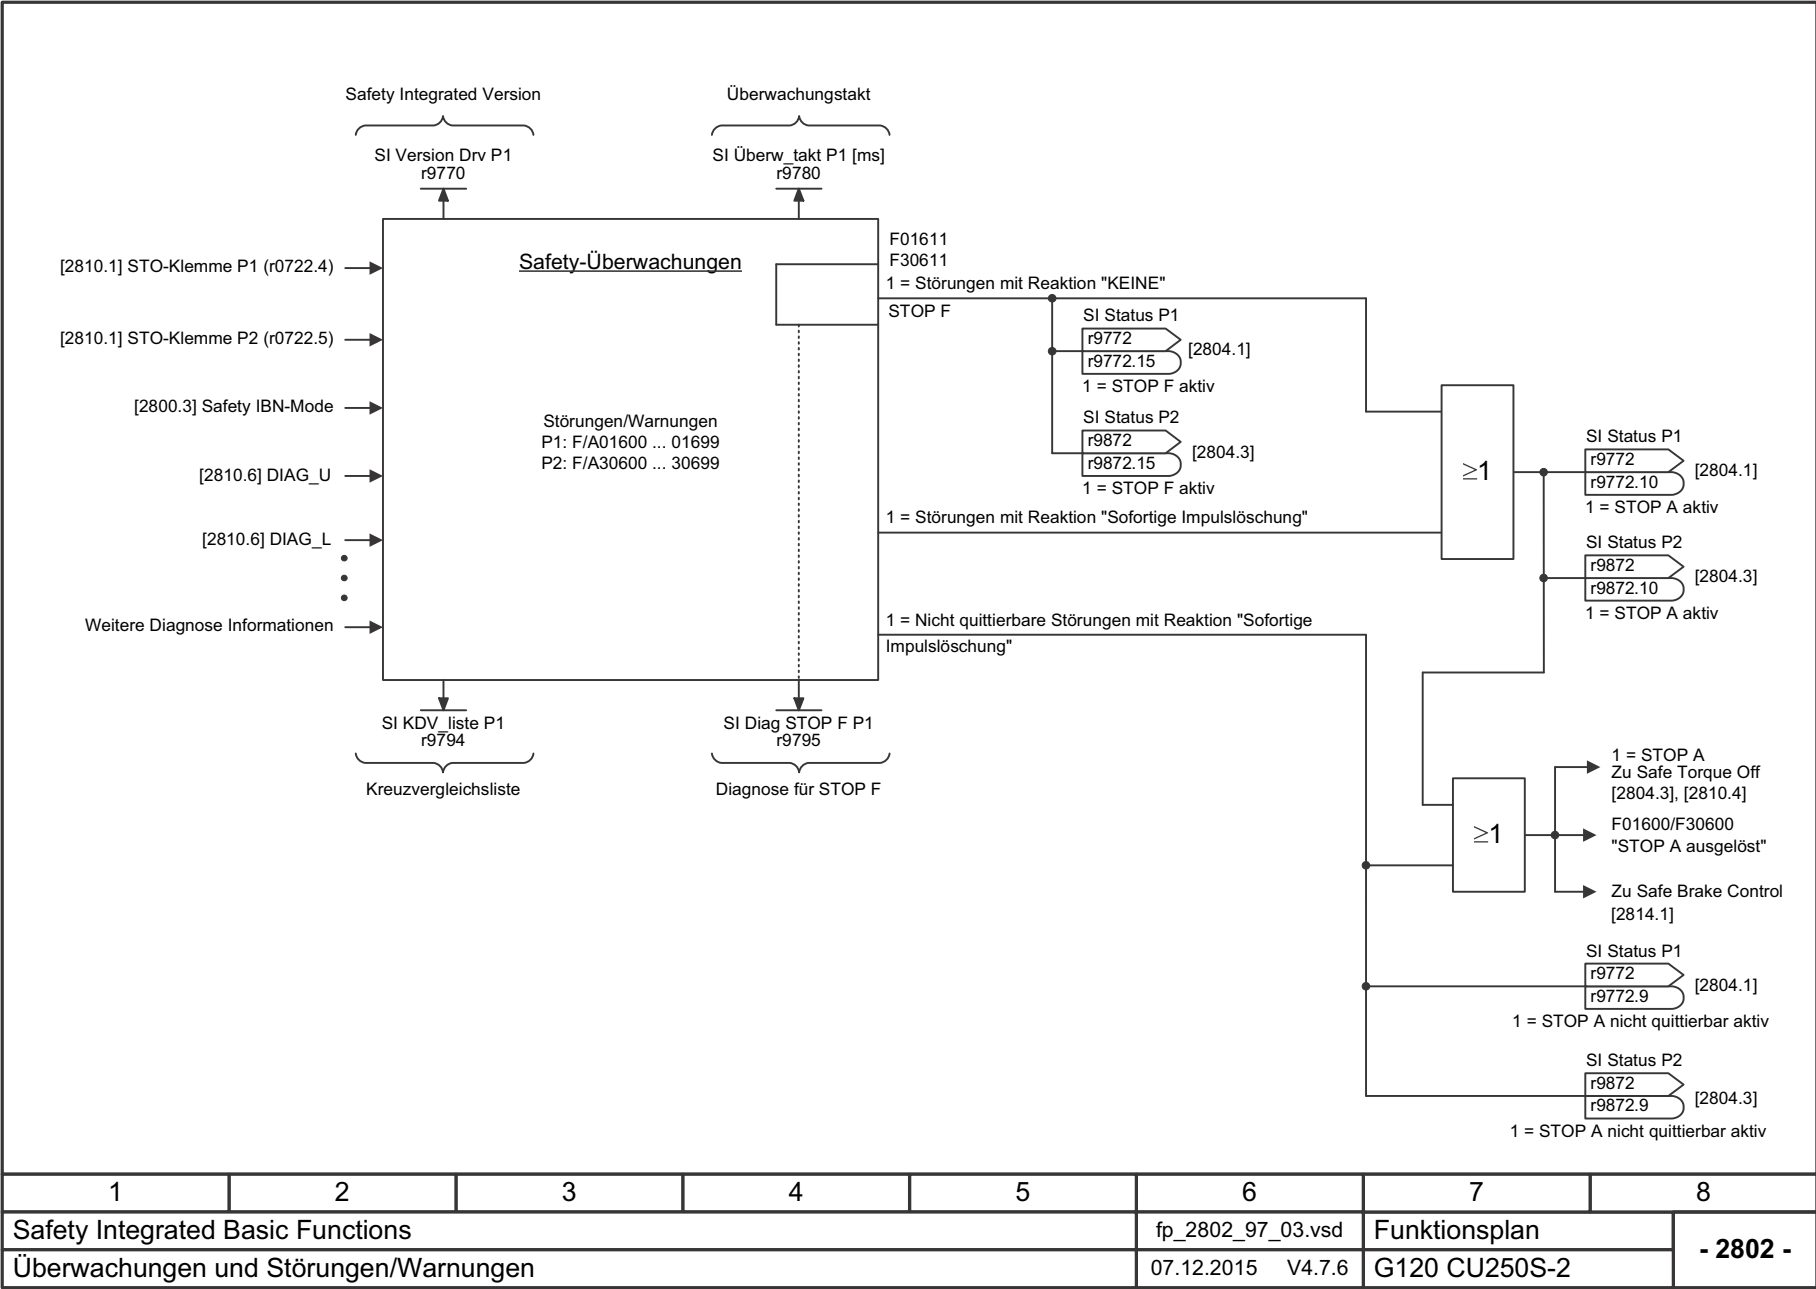 Safety Integrated Version
SI Version Drv P1
r9770
Überwachungstakt
SI Überw_takt P1 [ms]
r9780
[2810.1] STO-Klemme P1 (r0722.4)
[2810.1] STO-Klemme P2 (r0722.5)
[2800.3] Safety IBN-Mode
[2810.6] DIAG_U
[2810.6] DIAG_L
Weitere Diagnose Informationen
Safety-Überwachungen
Störungen/Warnungen
P1: F/A01600 ... 01699
P2: F/A30600 ... 30699
SI KDV_liste P1
r9794
Kreuzvergleichsliste
SI Diag STOP F P1
r9795
Diagnose für STOP F
F01611
F30611
1 = Störungen mit Reaktion "KEINE"
STOP F
SI Status P1
r9772
r9772.15
[2804.1]
1 = STOP F aktiv
SI Status P2
r9872
r9872.15
[2804.3]
1 = STOP F aktiv
1 = Störungen mit Reaktion "Sofortige Impulslöschung"
1 = Nicht quittierbare Störungen mit Reaktion "Sofortige
Impulslöschung"
≥1
SI Status P1
r9772
r9772.10
[2804.1]
1 = STOP A aktiv
SI Status P2
r9872
r9872.10
[2804.3]
1 = STOP A aktiv
≥1
1 = STOP A
Zu Safe Torque Off
[2804.3], [2810.4]
F01600/F30600
"STOP A ausgelöst"
Zu Safe Brake Control
[2814.1]
SI Status P1
r9772
r9772.9
[2804.1]
1 = STOP A nicht quittierbar aktiv
SI Status P2
r9872
r9872.9
[2804.3]
1 = STOP A nicht quittierbar aktiv
1 2 3 4 5 6 7 8
Safety Integrated Basic Functions
fp_2802_97_03.vsd
Funktionsplan
- 2802 -
Überwachungen und Störungen/Warnungen
07.12.2015 V4.7.6
G120 CU250S-2